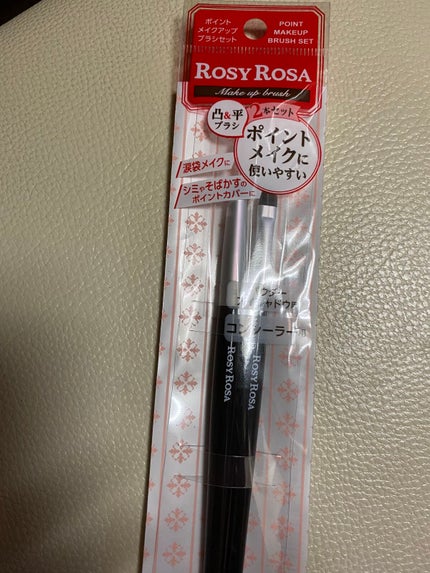 ポイント
メイクアップ
ブラシセット
POINT
MAKEUP
BRUSH SET
ROSY ROSA
Make up brush
凸&平
ブラシ
2本セット
ポイント
メイクに
使いやすい
涙袋メイクに
シミやそばかすの
ポイントカバーに
コンシーラー
ROSY ROSA
ROSY ROSA